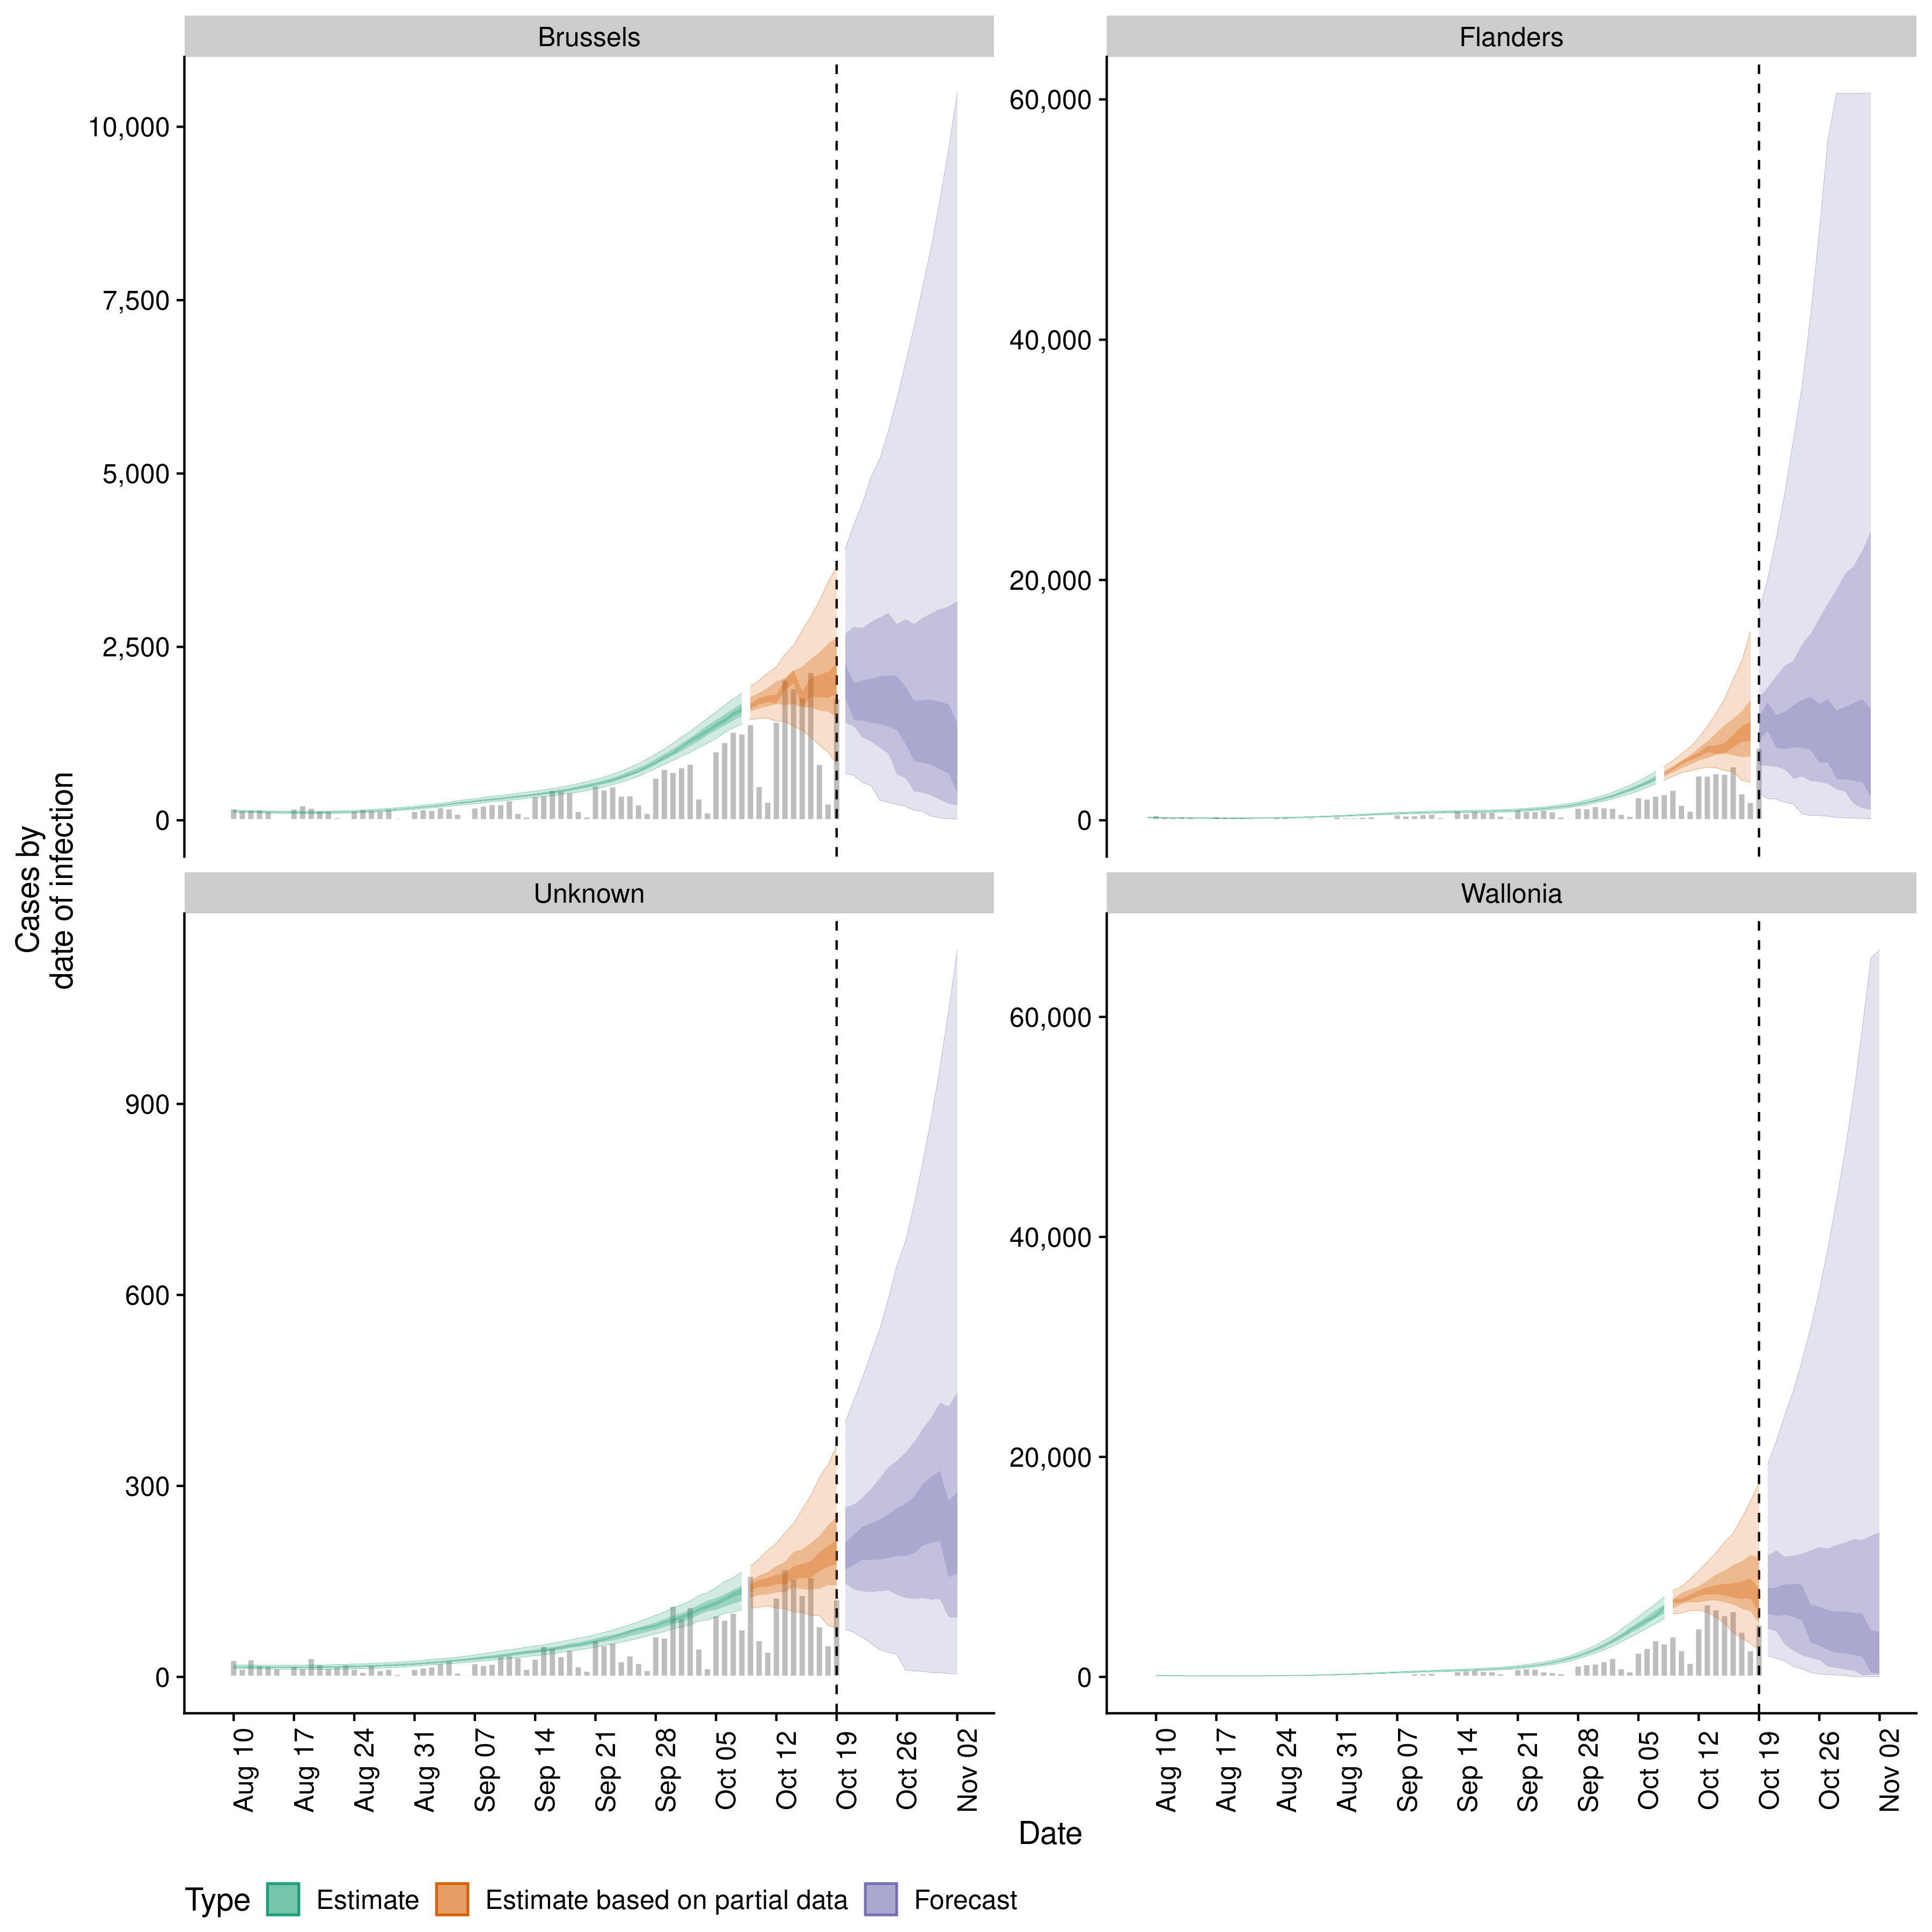 Brussels
Flanders
10,000
7,500
5,000
2,500
0
60,000
40,000
20,000
0
Cases by
date of infection
Unknown
Wallonia
900
600
300
0
60,000
40,000
20,000
0
Aug 10
Aug 17
Aug 24
Aug 31
Sep 07
Sep 14
Sep 21
Sep 28
Oct 05
Oct 12
Oct 19
Oct 26
Nov 02
Aug 10
Aug 17
Aug 24
Aug 31
Sep 07
Sep 14
Sep 21
Sep 28
Oct 05
Oct 12
Oct 19
Oct 26
Nov 02
Date
Type Estimate Estimate based on partial data Forecast